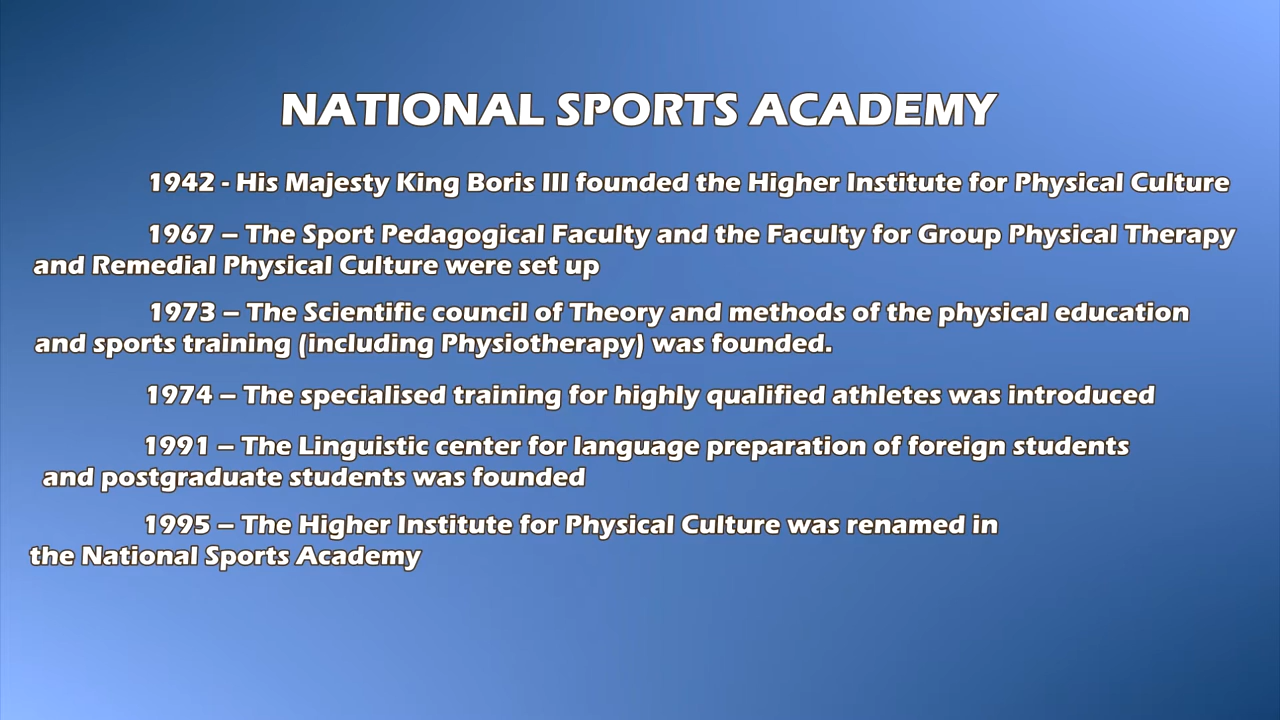 NATIONAL SPORTS ACADEMY
1942 - His Majesty King Boris III founded the Higher Institute for Physical Culture
1967 – The Sport Pedagogical Faculty and the Faculty for Group Physical Therapy
and Remedial Physical Culture were set up
1973 – The Scientific council of Theory and methods of the physical education
and sports training (including Physiotherapy) was founded.
1974 – The specialised training for highly qualified athletes was introduced
1991 – The Linguistic center for language preparation of foreign students
and postgraduate students was founded
1995 – The Higher Institute for Physical Culture was renamed in
the National Sports Academy